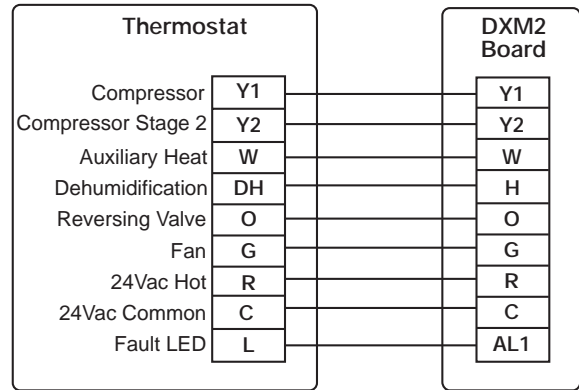 Thermostat DXM2
Board
Compressor Y1 Y1
Compressor Stage 2 Y2 Y2
Auxiliary Heat W W
Dehumidification DH H
Reversing Valve O O
Fan G G
24Vac Hot R R
24Vac Common C C
Fault LED L AL1